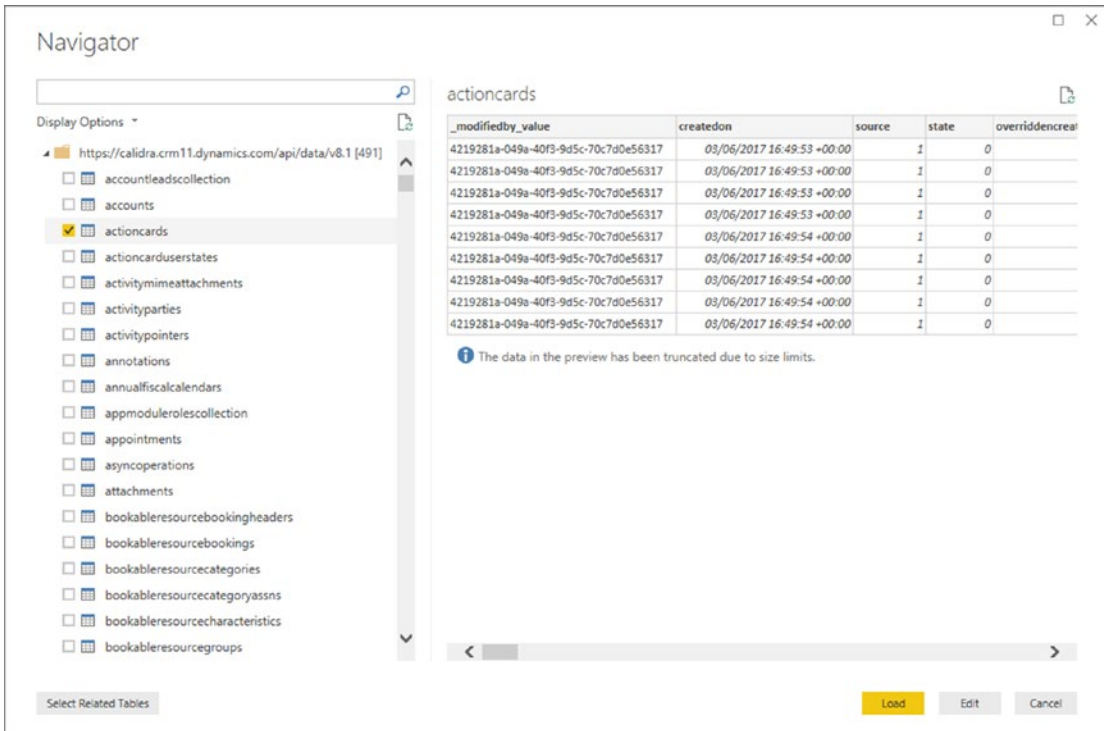 Navigator
Display Options
https://calidra.crm11.dynamics.com/api/data/v8.1 [491]
accountleadscollection
accounts
actioncards
actioncarduserstates
activitymimeattachments
activityparties
activitypointers
annotations
annualfiscalcalendars
appmodulerolescollection
appointments
asyncoperations
attachments
bookableresourcebookingheaders
bookableresourcebookings
bookableresourcecategories
bookableresourcecategoryassns
bookableresourcecharacteristics
bookableresourcegroups
actioncards
_modifiedby_value createdon source state overriddencreat
4219281a-049a-40f3-9d5c-70c7d0e56317 03/06/2017 16:49:53 +00:00 1 0
4219281a-049a-40f3-9d5c-70c7d0e56317 03/06/2017 16:49:53 +00:00 1 0
4219281a-049a-40f3-9d5c-70c7d0e56317 03/06/2017 16:49:53 +00:00 1 0
4219281a-049a-40f3-9d5c-70c7d0e56317 03/06/2017 16:49:53 +00:00 1 0
4219281a-049a-40f3-9d5c-70c7d0e56317 03/06/2017 16:49:54 +00:00 1 0
4219281a-049a-40f3-9d5c-70c7d0e56317 03/06/2017 16:49:54 +00:00 1 0
4219281a-049a-40f3-9d5c-70c7d0e56317 03/06/2017 16:49:54 +00:00 1 0
4219281a-049a-40f3-9d5c-70c7d0e56317 03/06/2017 16:49:54 +00:00 1 0
4219281a-049a-40f3-9d5c-70c7d0e56317 03/06/2017 16:49:54 +00:00 1 0
The data in the preview has been truncated due to size limits.
Select Related Tables
Load Edit Cancel